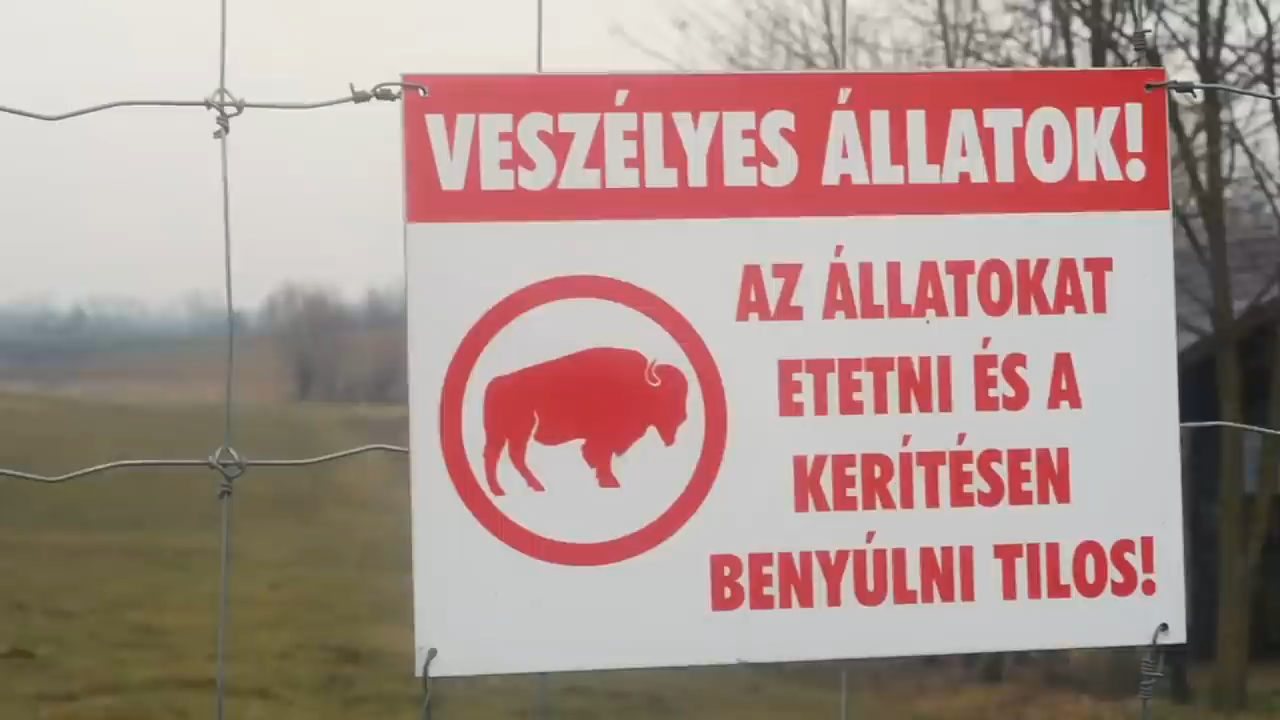 VESZÉLYES ÁLLATOK!
AZ ÁLLATOKAT
ETETNI ÉS A
KERÍTÉSEN
BENYÚLNI TILOS!